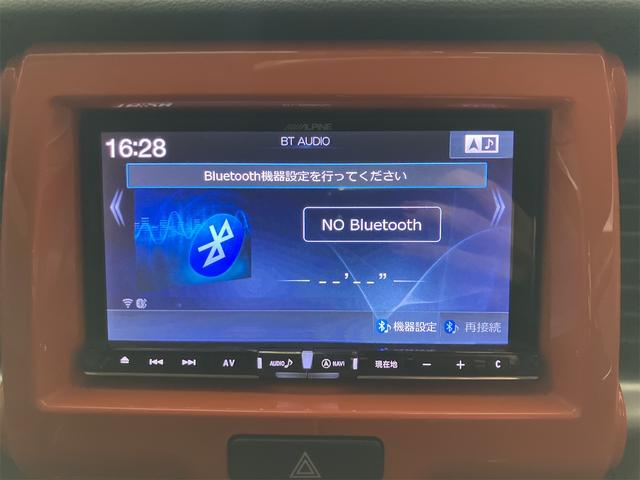 ALPINE
16:28
BT AUDIO
Bluetooth機器設定を行ってください
NO Bluetooth
--'--"
機器設定 再接続
AV AUDIO NAVI 現在地 - + C